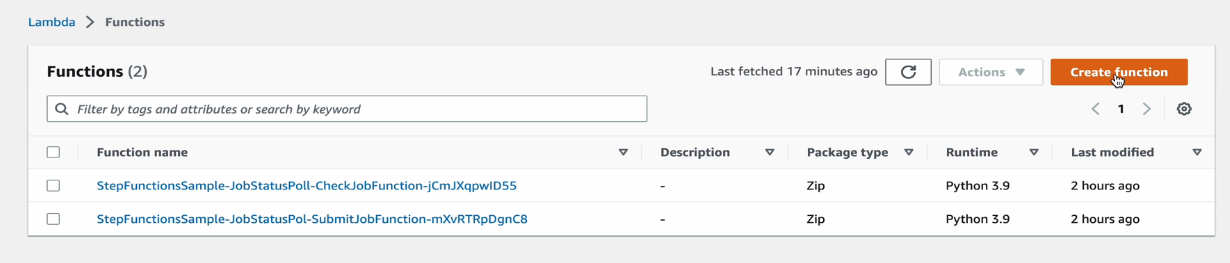 Lambda > Functions
Functions (2)
Last fetched 17 minutes ago
Actions
Create function
Filter by tags and attributes or search by keyword
1
Function name Description Package type Runtime Last modified
StepFunctionsSample-JobStatusPoll-CheckJobFunction-jCmJXqpwID55 - Zip Python 3.9 2 hours ago
StepFunctionsSample-JobStatusPol-SubmitJobFunction-mXvRTRpDgnC8 - Zip Python 3.9 2 hours ago